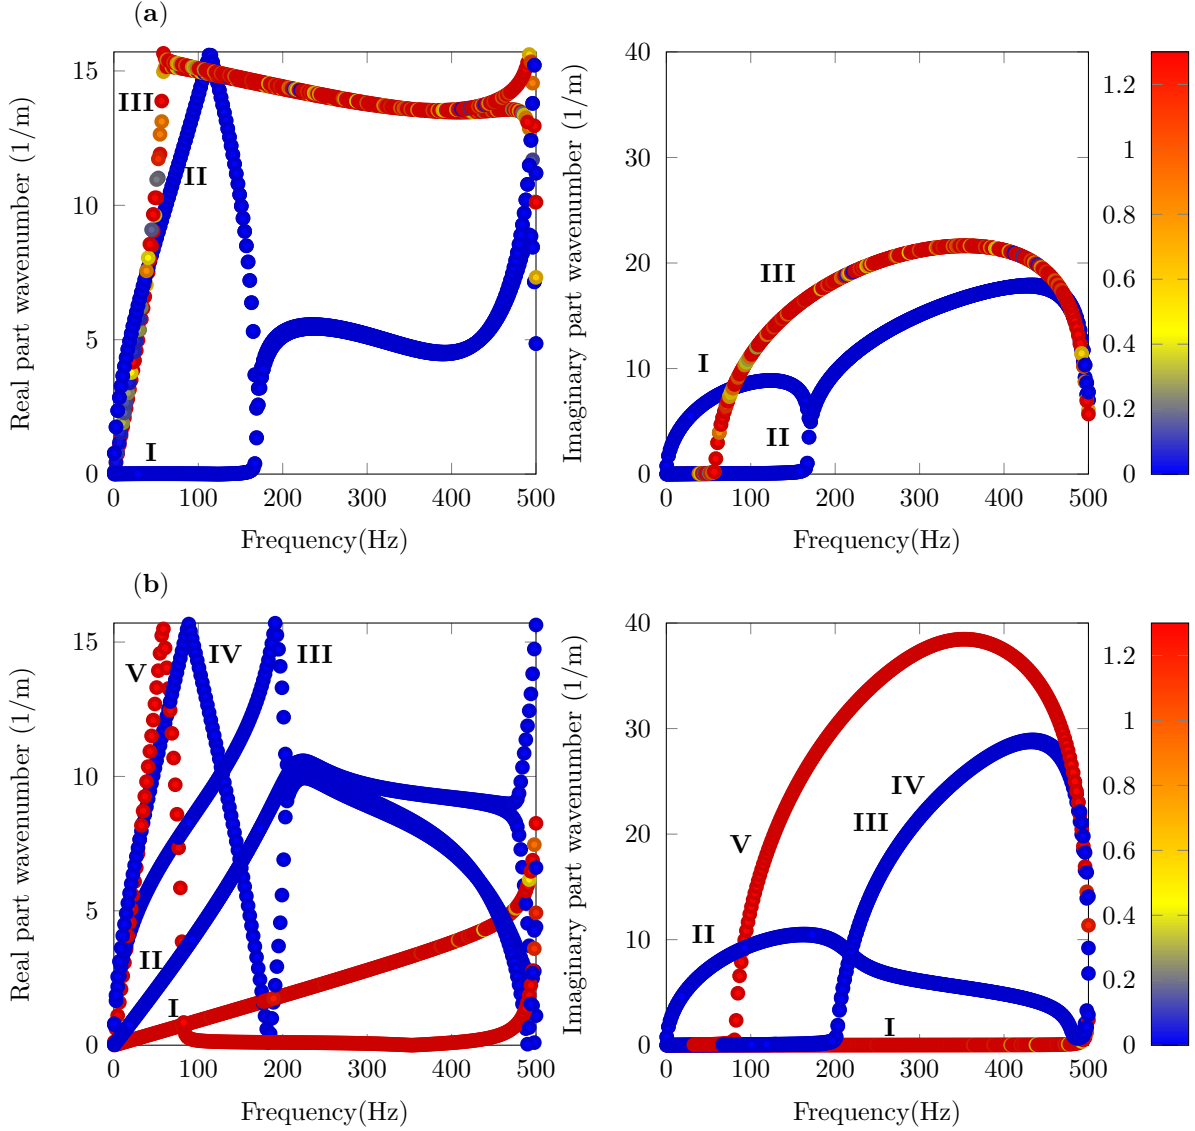 (a)
Real part wavenumber (1/m)
15
10
5
0
III
II
I
0 100 200 300 400 500
Frequency(Hz)
Imaginary part wavenumber (1/m)
40
30
20
10
0
III
I
II
0 100 200 300 400 500
Frequency(Hz)
1.2
1
0.8
0.6
0.4
0.2
0
(b)
Real part wavenumber (1/m)
15
10
5
0
V
IV
III
II
I
0 100 200 300 400 500
Frequency(Hz)
Imaginary part wavenumber (1/m)
40
30
20
10
0
IV
III
V
II
I
0 100 200 300 400 500
Frequency(Hz)
1.2
1
0.8
0.6
0.4
0.2
0